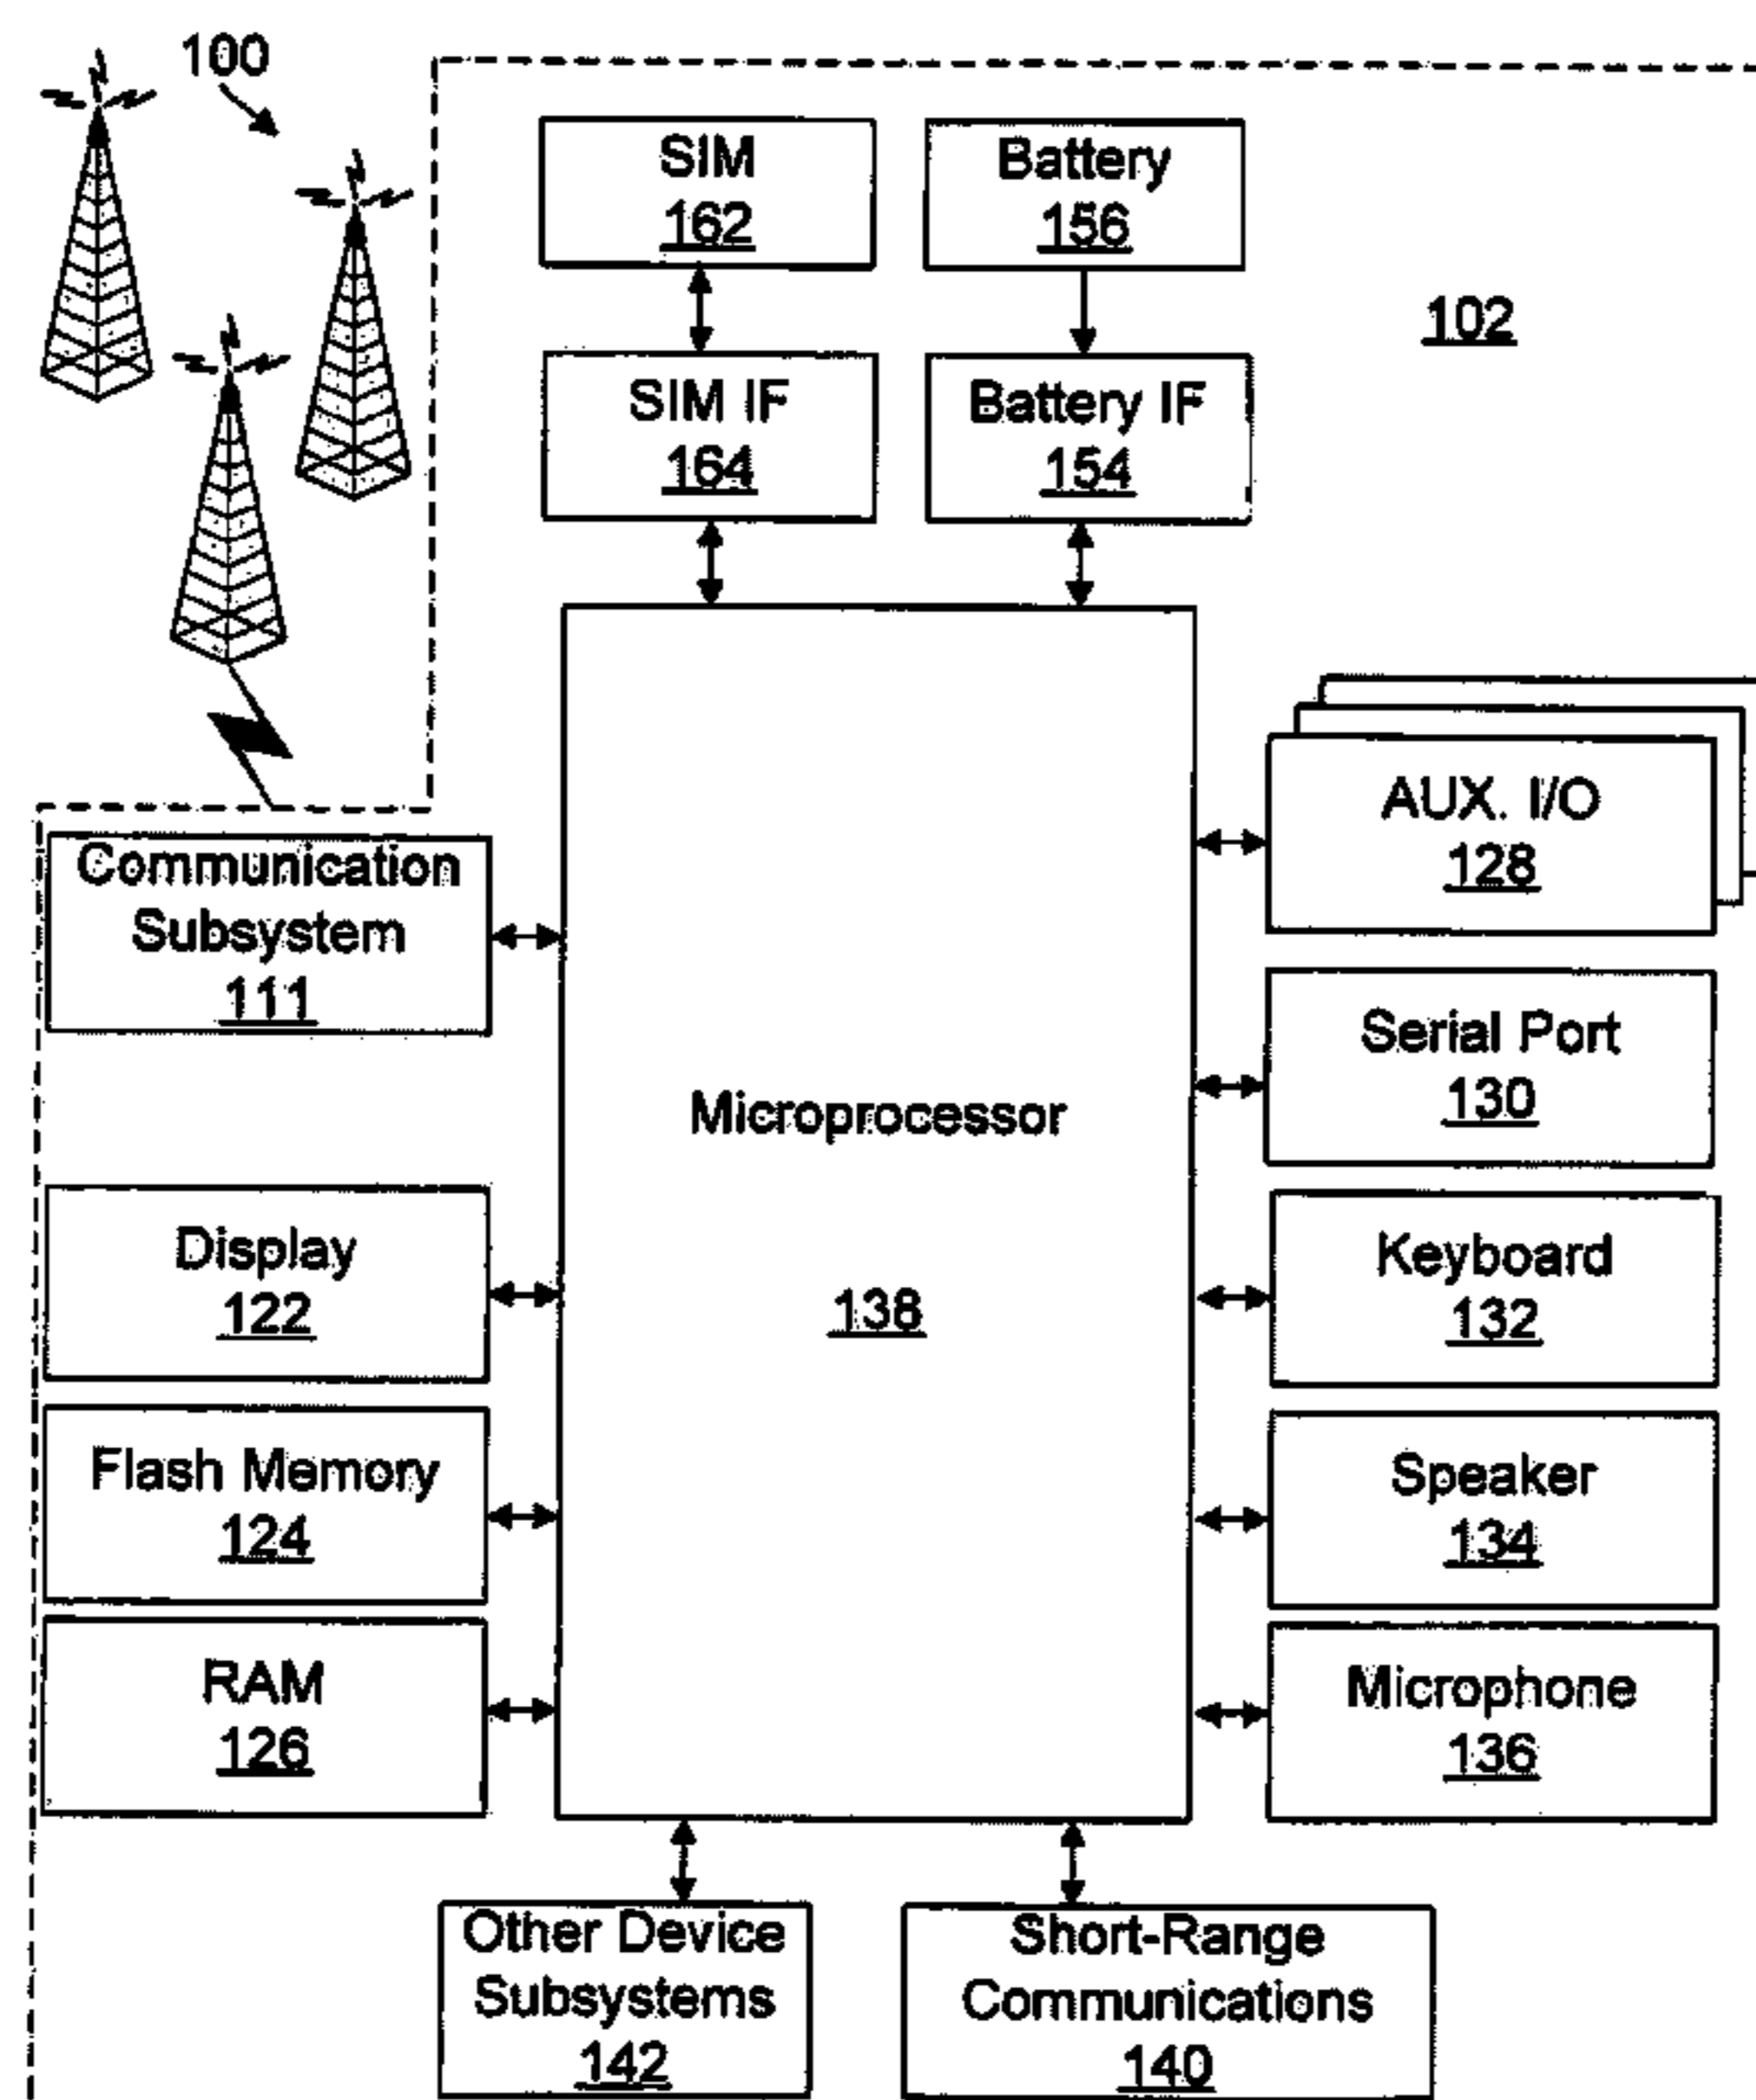 100
SIM
162
Battery
156
102
SIM IF
164
Battery IF
154
AUX. I/O
128
Communication
Subsystem
111
Serial Port
130
Microprocessor
138
Display
122
Keyboard
132
Flash Memory
124
Speaker
134
RAM
126
Microphone
136
Other Device
Subsystems
142
Short-Range
Communications
140